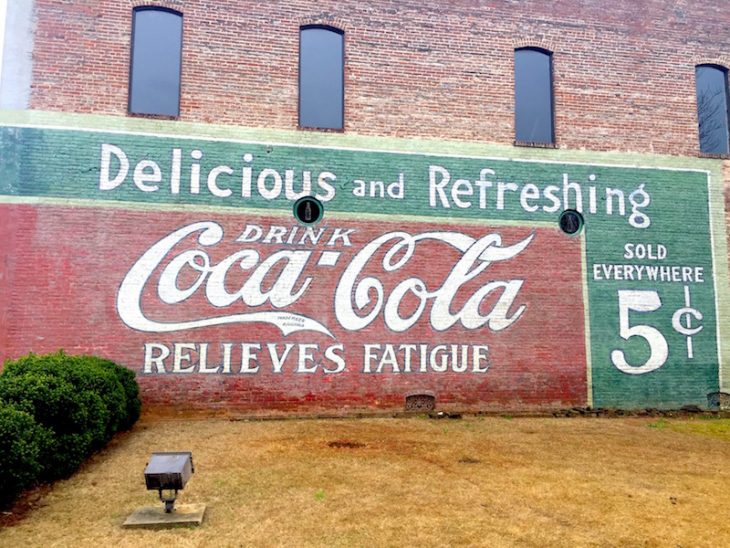 Delicious and Refreshing
DRINK
Coca-Cola
RELIEVES FATIGUE
SOLD
EVERYWHERE
5¢